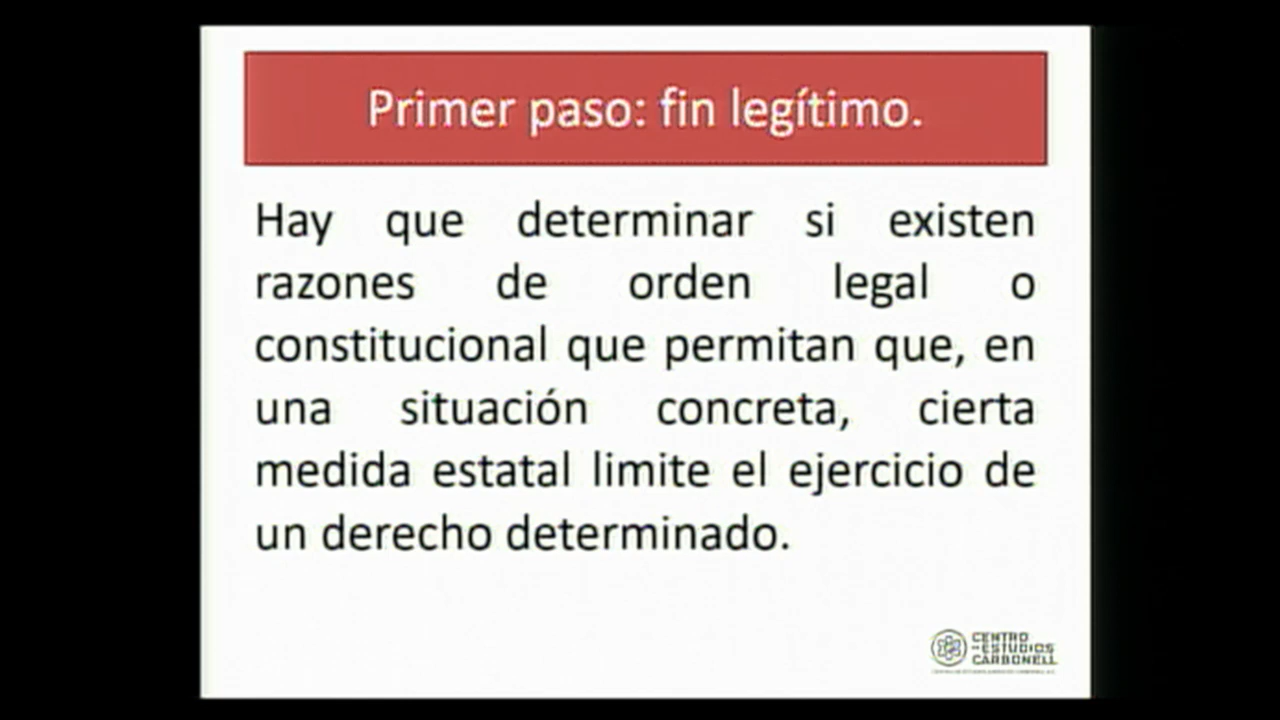 Primer paso: fin legítimo.
Hay que determinar si existen
razones de orden legal o
constitucional que permitan que, en
una situación concreta, cierta
medida estatal limite el ejercicio de
un derecho determinado.
CENTRO
DE ESTUDIOS
CARBONELL